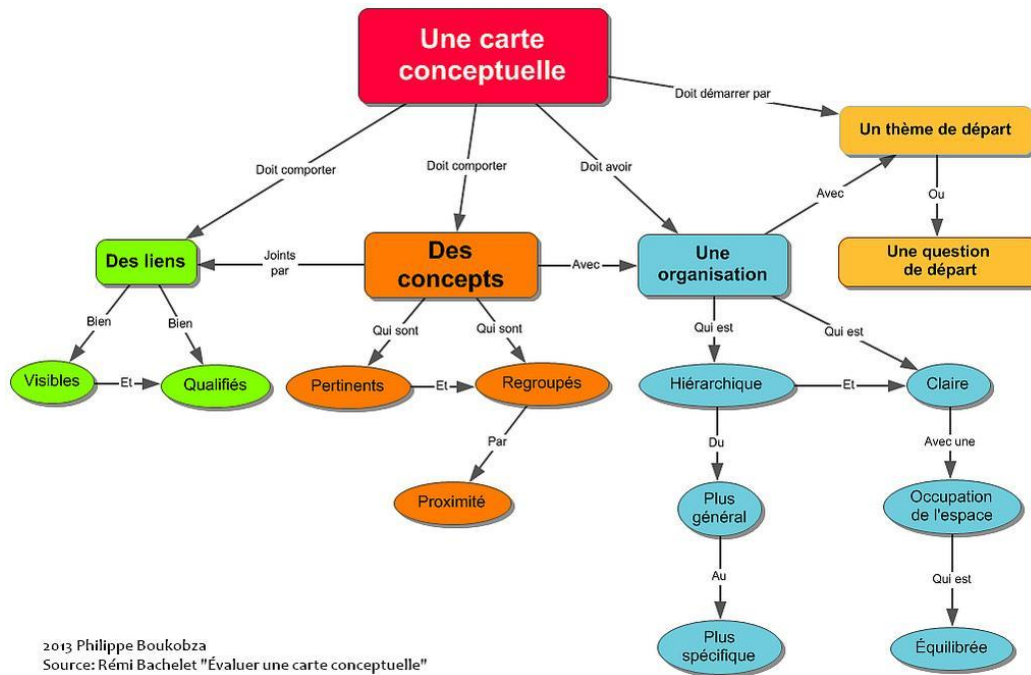 Une carte
conceptuelle
Doit démarrer par
Un thème de départ
Doit comporter
Doit comporter
Doit avoir
Avec
Ou
Des liens
Joints
par
Des
concepts
Avec
Une
organisation
Une question
de départ
Bien
Bien
Qui sont
Qui sont
Qui est
Qui est
Visibles
Et
Qualifiés
Pertinents
Et
Regroupés
Hiérarchique
Et
Claire
Par
Du
Avec une
Proximité
Plus
général
Occupation
de l'espace
Au
Qui est
Plus
spécifique
Équilibrée
2013 Philippe Boukobza
Source: Rémi Bachelet "Évaluer une carte conceptuelle"